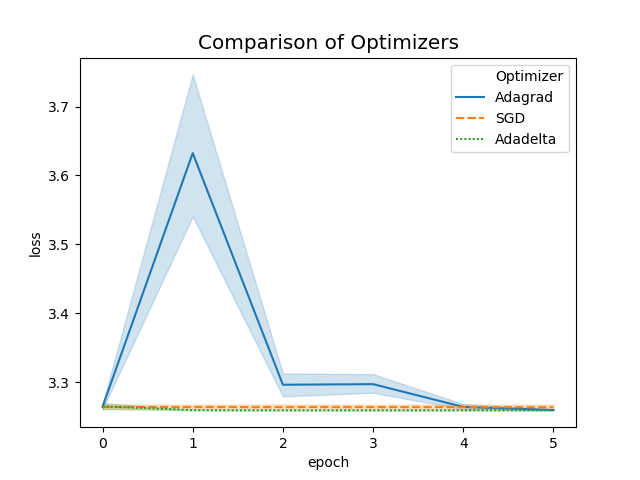 Comparison of Optimizers
Optimizer
Adagrad
SGD
Adadelta
3.7
3.6
3.5
3.4
3.3
loss
0 1 2 3 4 5
epoch